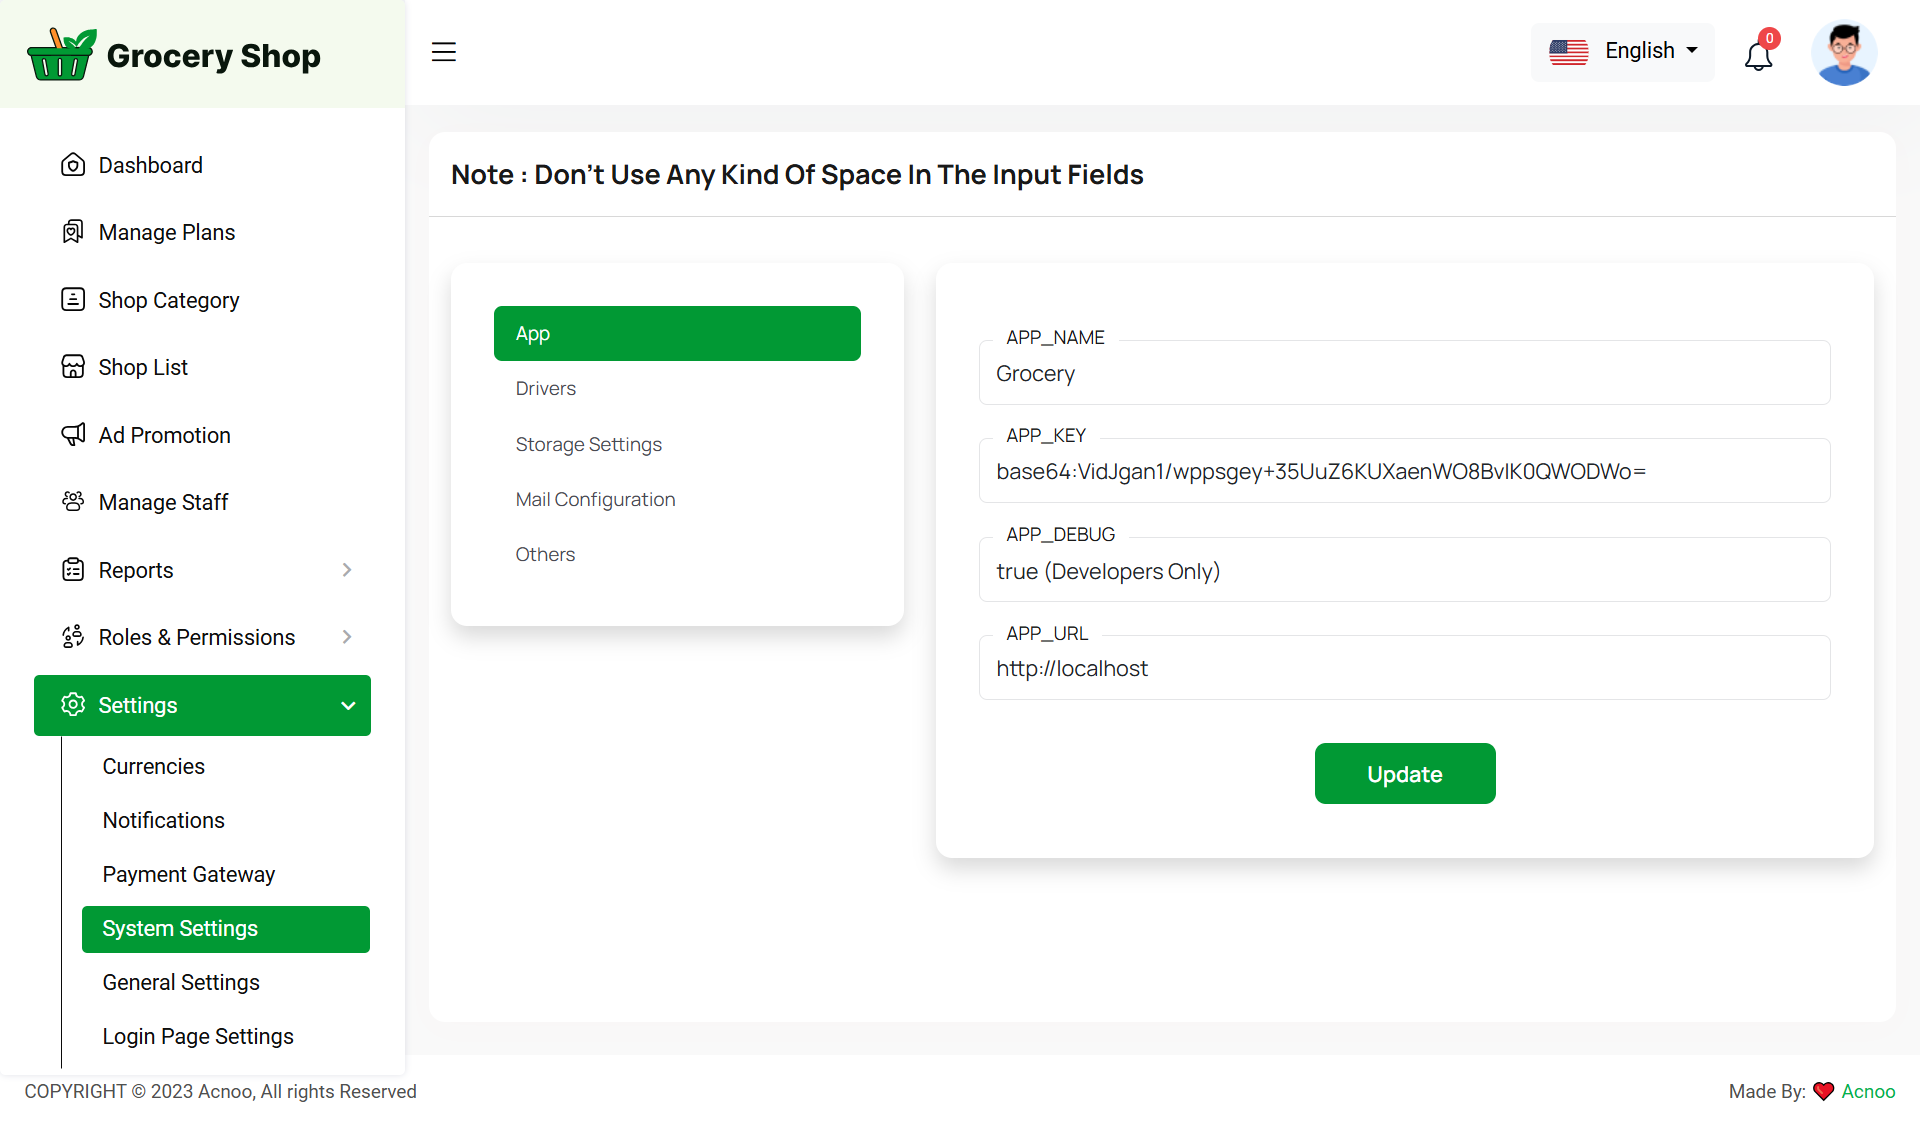 Grocery Shop
English
0
Dashboard
Manage Plans
Shop Category
Shop List
Ad Promotion
Manage Staff
Reports
Roles & Permissions
Settings
Currencies
Notifications
Payment Gateway
System Settings
General Settings
Login Page Settings
Note : Don't Use Any Kind Of Space In The Input Fields
App
Drivers
Storage Settings
Mail Configuration
Others
APP_NAME
Grocery
APP_KEY
base64:VidJgan1/wppsgey+35UuZ6KUXaenWO8BvIK0QWODWo=
APP_DEBUG
true (Developers Only)
APP_URL
http://localhost
Update
COPYRIGHT © 2023 Acnoo, All rights Reserved
Made By: ❤️ Acnoo